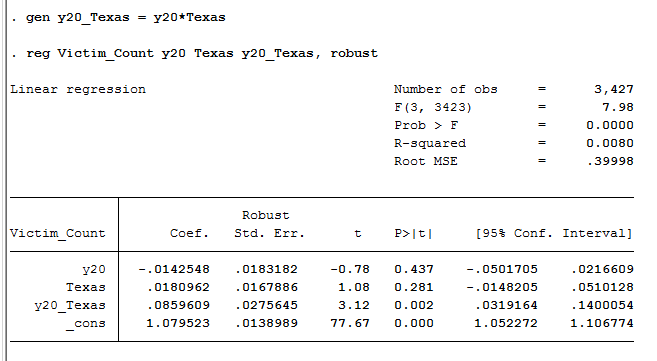 . gen y20_Texas = y20*Texas
. reg Victim_Count y20 Texas y20_Texas, robust
Linear regression Number of obs = 3,427
F(3, 3423) = 7.98
Prob > F = 0.0000
R-squared = 0.0080
Root MSE = .39998
Robust
Victim_Count Coef. Std. Err. t P>|t| [95% Conf. Interval]
y20 -.0142548 .0183182 -0.78 0.437 -.0501705 .0216609
Texas .0180962 .0167886 1.08 0.281 -.0148205 .0510128
y20_Texas .0859609 .0275645 3.12 0.002 .0319164 .1400054
_cons 1.079523 .0138989 77.67 0.000 1.052272 1.106774